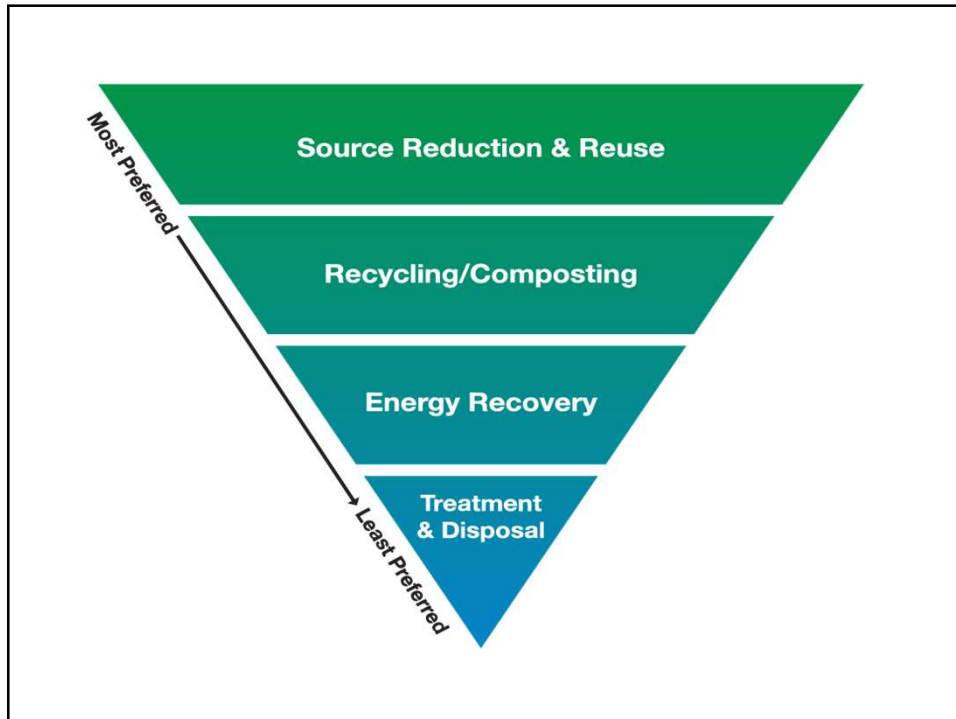 Most Preferred
Source Reduction & Reuse
Recycling/Composting
Energy Recovery
Treatment
& Disposal
Least Preferred